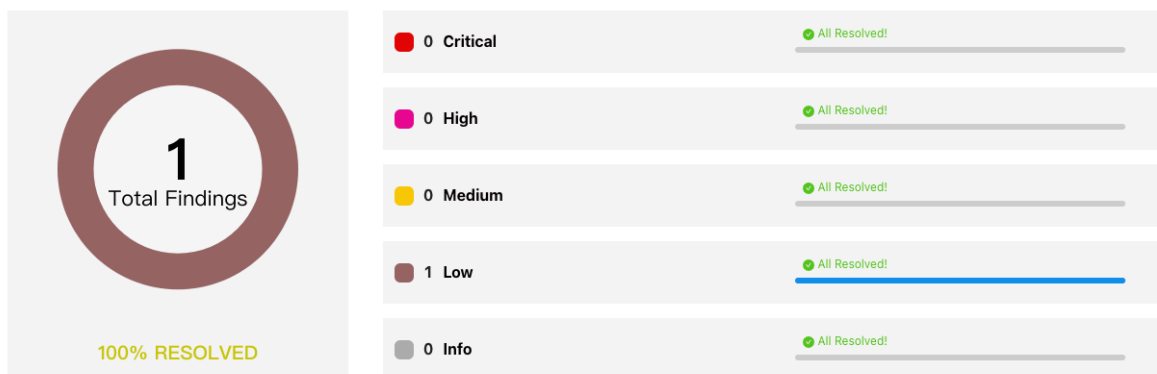 1
Total Findings
100% RESOLVED
0 Critical
All Resolved!
0 High
All Resolved!
0 Medium
All Resolved!
1 Low
All Resolved!
0 Info
All Resolved!